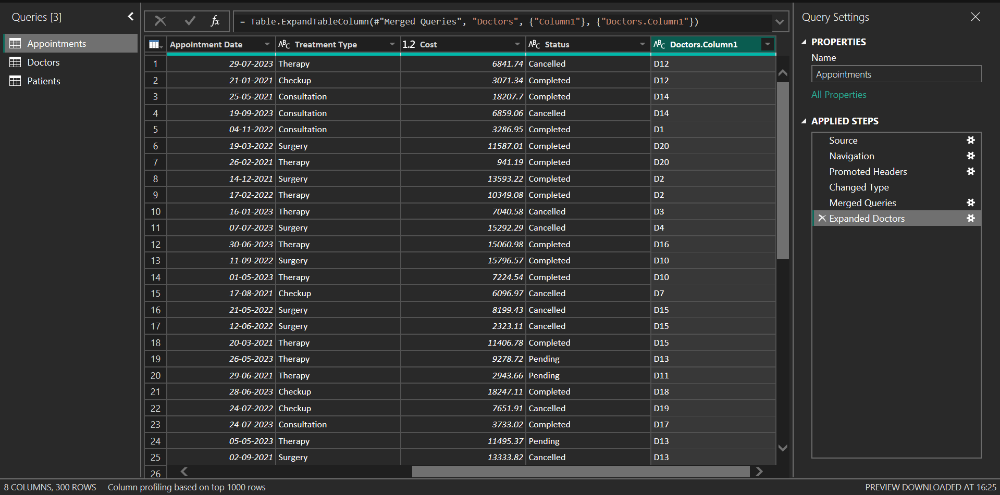 Queries [3]
Appointments
Doctors
Patients
fx
= Table.ExpandTableColumn(#"Merged Queries", "Doctors", {"Column1"}, {"Doctors.Column1"})
Appointment Date ABC Treatment Type 1.2 Cost ABC Status ABC Doctors.Column1
1 29-07-2023 Therapy 6841.74 Cancelled D12
2 21-01-2021 Checkup 3071.34 Completed D12
3 25-05-2021 Consultation 18207.7 Completed D14
4 19-09-2023 Consultation 6859.06 Cancelled D14
5 04-11-2022 Consultation 3286.95 Completed D1
6 19-03-2022 Surgery 11587.01 Completed D20
7 26-02-2021 Therapy 941.19 Completed D20
8 14-12-2021 Surgery 13593.22 Completed D2
9 17-02-2022 Therapy 10349.08 Completed D2
10 16-01-2023 Therapy 7040.58 Cancelled D3
11 07-07-2023 Surgery 15292.29 Cancelled D4
12 30-06-2023 Therapy 15060.98 Completed D16
13 11-09-2022 Surgery 15796.57 Completed D10
14 01-05-2023 Therapy 7224.54 Completed D10
15 17-08-2021 Checkup 6096.97 Cancelled D7
16 21-05-2022 Surgery 8199.43 Cancelled D15
17 12-06-2022 Surgery 2323.11 Cancelled D15
18 20-03-2021 Therapy 11406.78 Completed D15
19 26-05-2023 Therapy 9278.72 Pending D13
20 29-06-2021 Therapy 2943.66 Pending D11
21 28-06-2023 Checkup 18247.11 Completed D18
22 24-07-2022 Checkup 7651.91 Cancelled D19
23 24-07-2023 Consultation 3733.02 Completed D17
24 05-05-2023 Therapy 11495.37 Pending D13
25 02-09-2021 Surgery 13333.82 Cancelled D13
26
Query Settings
PROPERTIES
Name
Appointments
All Properties
APPLIED STEPS
Source
Navigation
Promoted Headers
Changed Type
Merged Queries
Expanded Doctors
8 COLUMNS, 300 ROWS Column profiling based on top 1000 rows
PREVIEW DOWNLOADED AT 16:25